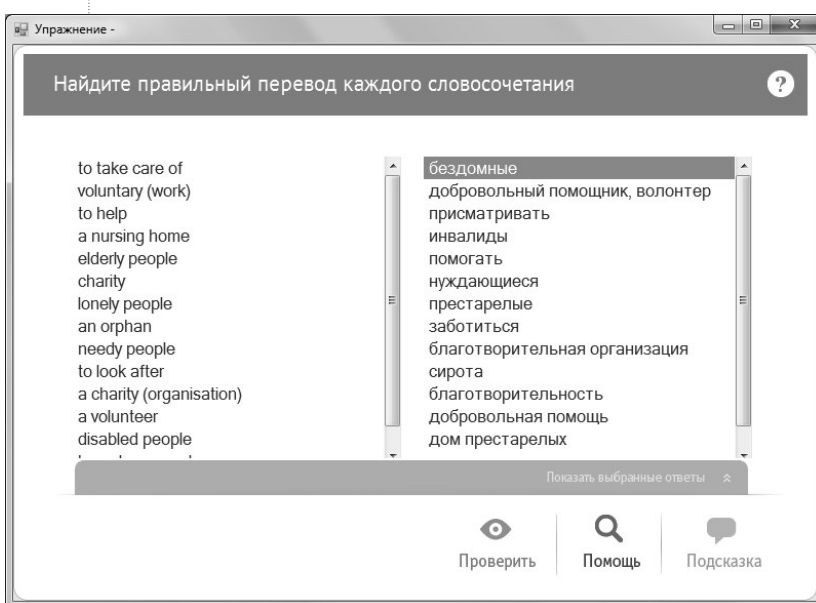 Упражнение -
Найдите правильный перевод каждого словосочетания
?
to take care of
voluntary (work)
to help
a nursing home
elderly people
charity
lonely people
an orphan
needy people
to look after
a charity (organisation)
a volunteer
disabled people
бездомные
добровольный помощник, волонтер
присматривать
инвалиды
помогать
нуждающиеся
престарелые
заботиться
благотворительная организация
сирота
благотворительность
добровольная помощь
дом престарелых
Показать выбранные ответы
Проверить
Помощь
Подсказка